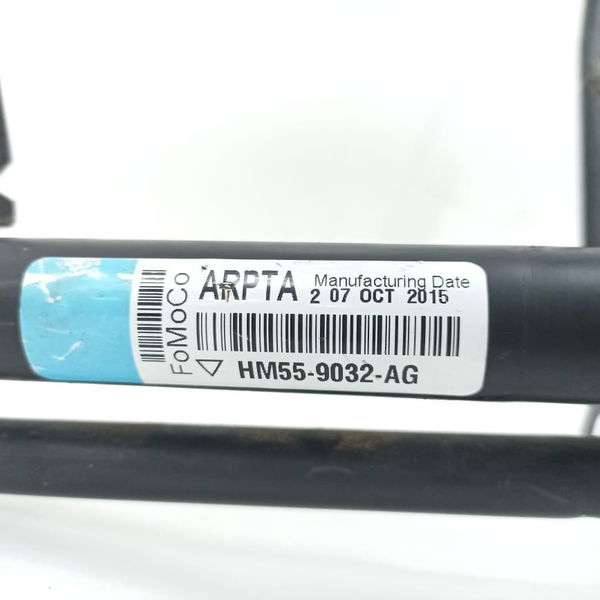 FoMoCo
ARPTA
Manufacturing Date
2 07 OCT 2015
HM55-9032-AG